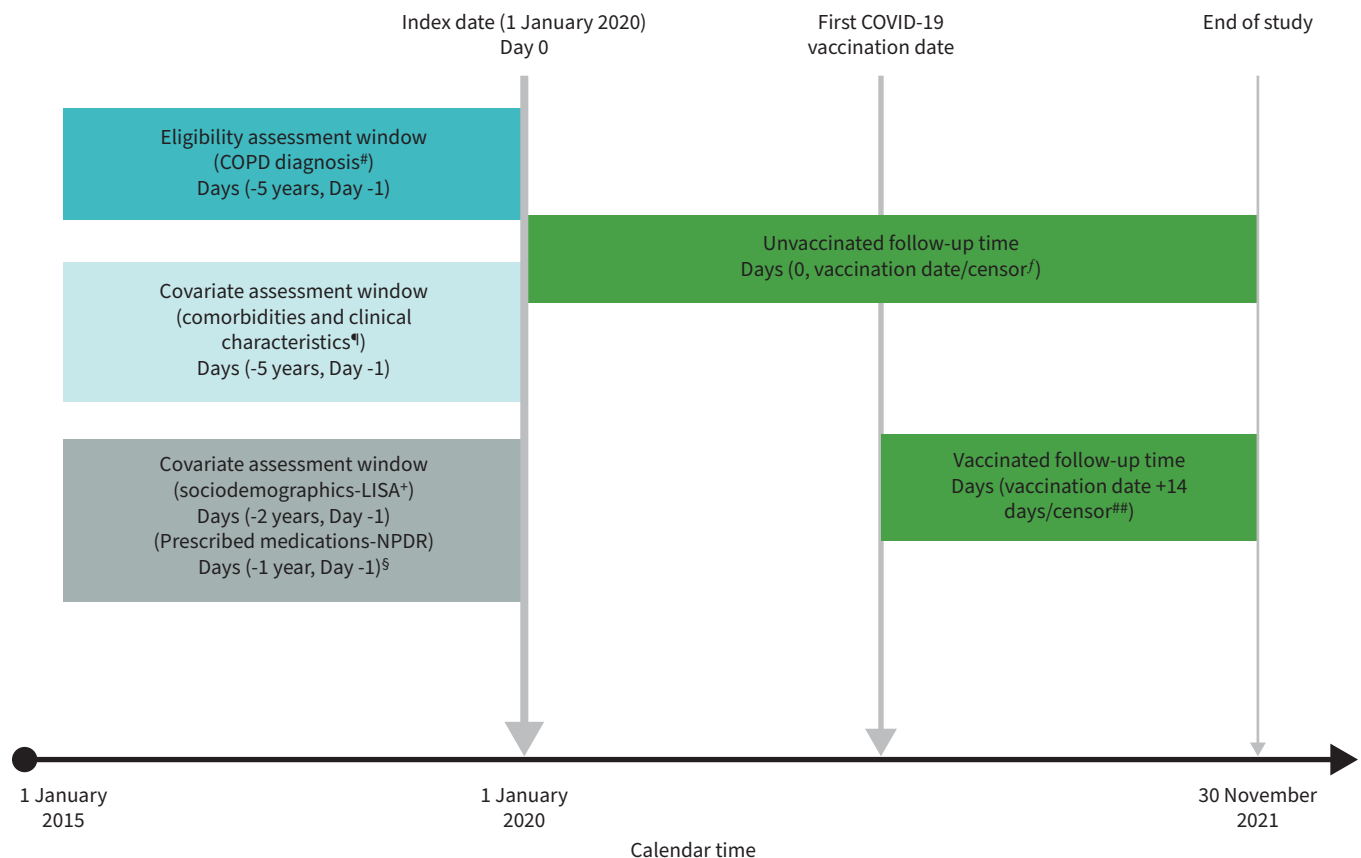 Index date (1 January 2020)
Day 0
First COVID-19
vaccination date
End of study
Eligibility assessment window
(COPD diagnosis#)
Days (-5 years, Day -1)
Unvaccinated follow-up time
Days (0, vaccination date/censorƒ)
Covariate assessment window
(comorbidities and clinical
characteristics¶)
Days (-5 years, Day -1)
Covariate assessment window
(sociodemographics-LISA⁺)
Days (-2 years, Day -1)
(Prescribed medications-NPDR)
Days (-1 year, Day -1)§
Vaccinated follow-up time
Days (vaccination date +14
days/censor##)
1 January
2015
1 January
2020
30 November
2021
Calendar time